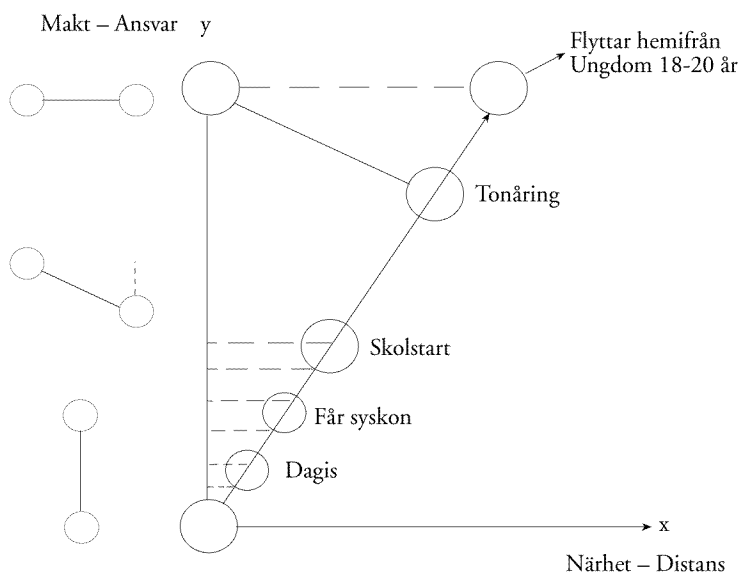 Makt – Ansvar y
Flyttar hemifrån
Ungdom 18-20 år
Tonåring
Skolstart
Får syskon
Dagis
x
Närhet – Distans